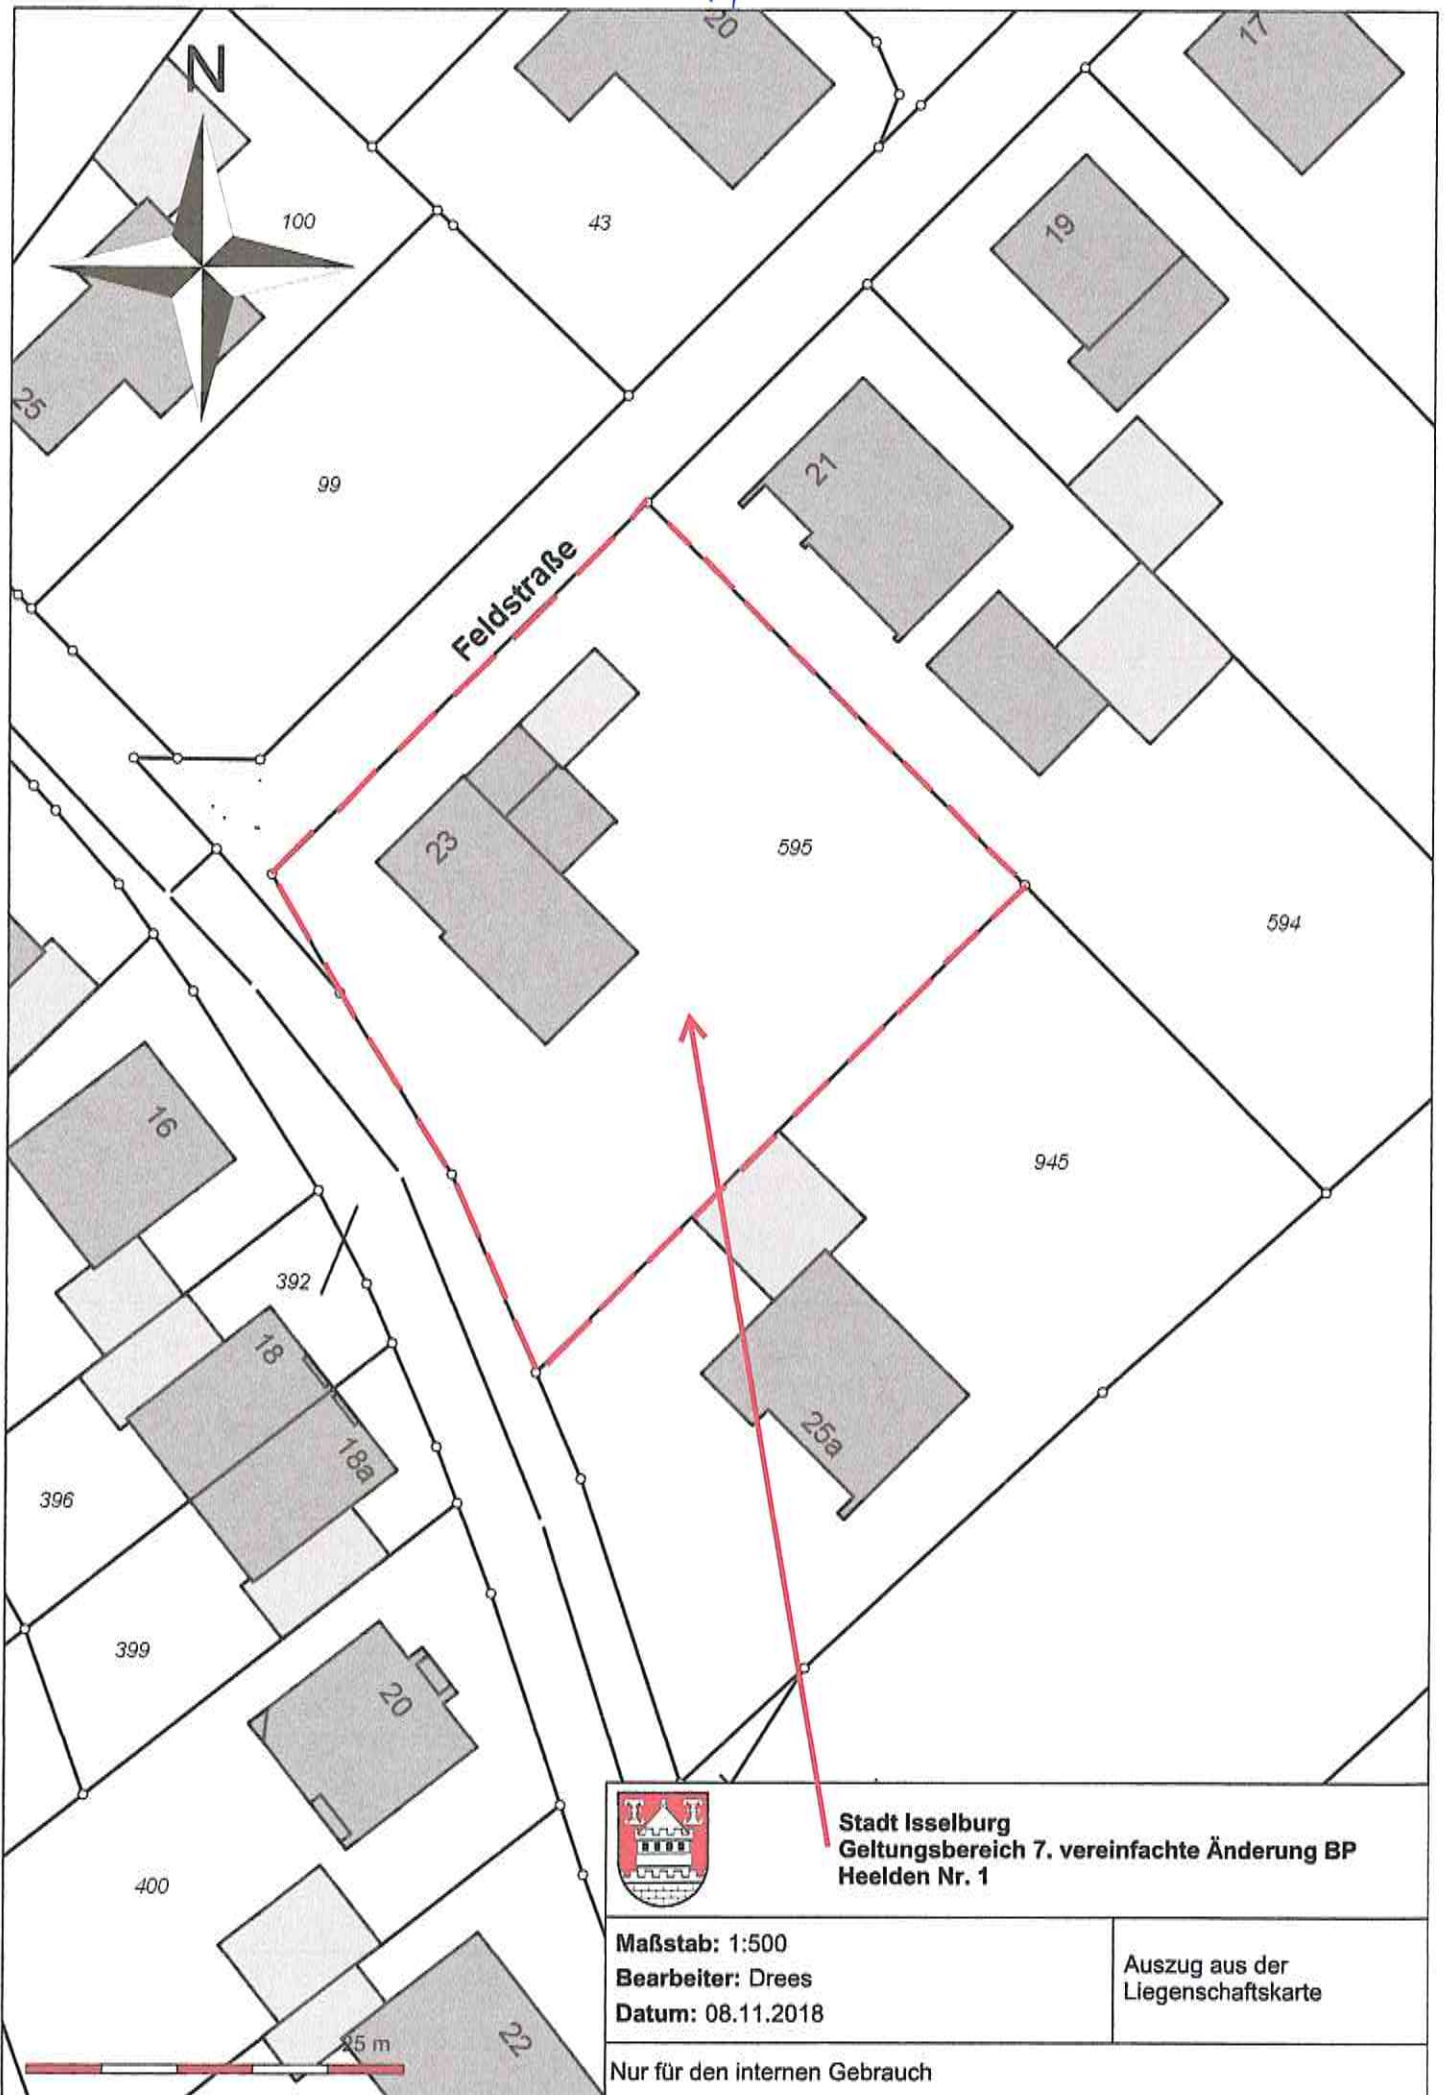 N
20
17
100
43
19
25
99
21
Feldstraße
23
595
594
16
945
392
18
25a
18a
396
399
20
400
22
25 m
Stadt Isselburg
Geltungsbereich 7. vereinfachte Änderung BP
Heelden Nr. 1
Maßstab: 1:500
Bearbeiter: Drees
Datum: 08.11.2018
Auszug aus der
Liegenschaftskarte
Nur für den internen Gebrauch